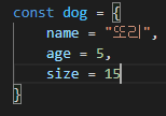 const dog = {
    name = "또리",
    age = 5,
    size = 15
}